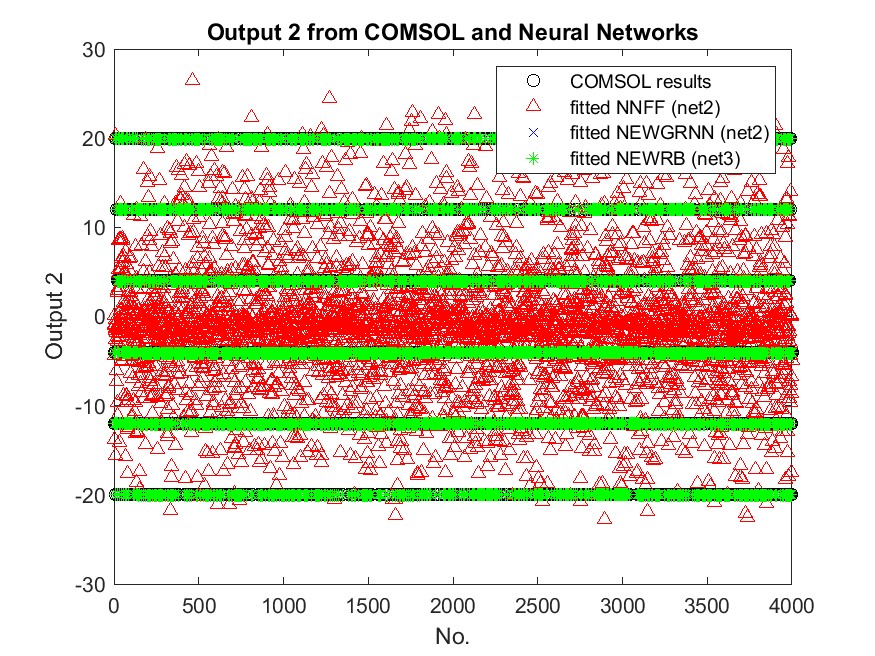 Output 2 from COMSOL and Neural Networks
30
20
10
0
-10
-20
-30
Output 2
COMSOL results
fitted NNFF (net2)
fitted NEWGRNN (net2)
fitted NEWRB (net3)
0 500 1000 1500 2000 2500 3000 3500 4000
No.